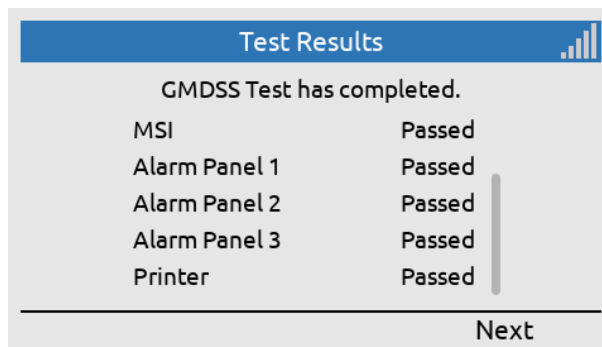 Test Results
GMDSS Test has completed.
MSI Passed
Alarm Panel 1 Passed
Alarm Panel 2 Passed
Alarm Panel 3 Passed
Printer Passed
Next